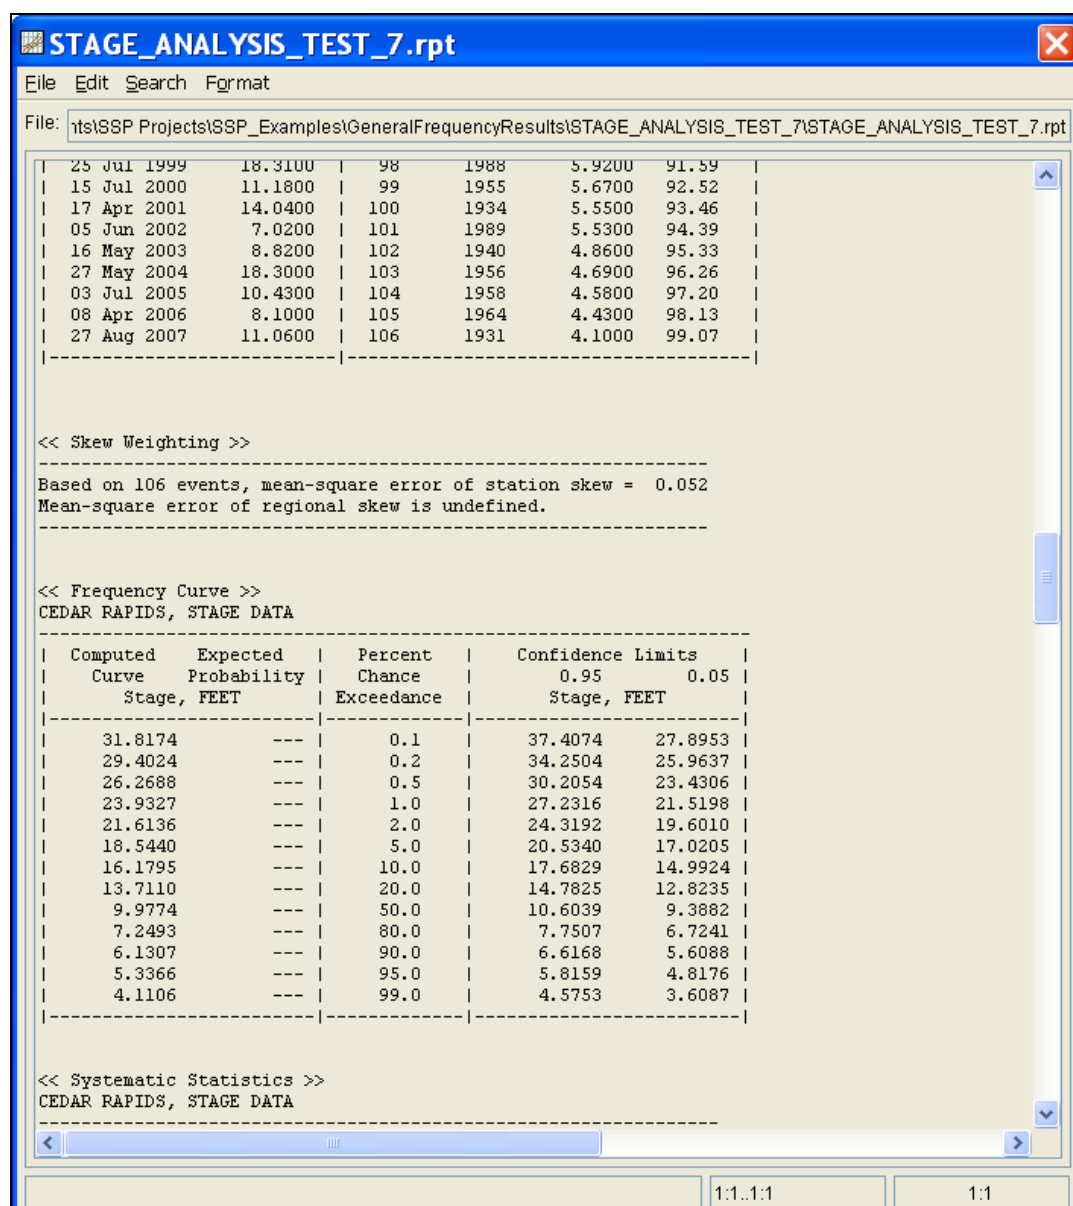 STAGE_ANALYSIS_TEST_7.rpt
File Edit Search Format
File: nts\SSP Projects\SSP_Examples\GeneralFrequencyResults\STAGE_ANALYSIS_TEST_7\STAGE_ANALYSIS_TEST_7.rpt
| 25 Jul 1999 18.3100 | 98 1988 5.9200 91.59 |
| 15 Jul 2000 11.1800 | 99 1955 5.6700 92.52 |
| 17 Apr 2001 14.0400 | 100 1934 5.5500 93.46 |
| 05 Jun 2002 7.0200 | 101 1989 5.5300 94.39 |
| 16 May 2003 8.8200 | 102 1940 4.8600 95.33 |
| 27 May 2004 18.3000 | 103 1956 4.6900 96.26 |
| 03 Jul 2005 10.4300 | 104 1958 4.5800 97.20 |
| 08 Apr 2006 8.1000 | 105 1964 4.4300 98.13 |
| 27 Aug 2007 11.0600 | 106 1931 4.1000 99.07 |
|--------------------------|-------------------------------------|
<< Skew Weighting >>
----------------------------------------------------------------
Based on 106 events, mean-square error of station skew = 0.052
Mean-square error of regional skew is undefined.
----------------------------------------------------------------
<< Frequency Curve >>
CEDAR RAPIDS, STAGE DATA
--------------------------------------------------------------------
| Computed Expected | Percent | Confidence Limits |
| Curve Probability | Chance | 0.95 0.05 |
| Stage, FEET | Exceedance | Stage, FEET |
|-------------------------|-------------|-------------------------|
| 31.8174 --- | 0.1 | 37.4074 27.8953 |
| 29.4024 --- | 0.2 | 34.2504 25.9637 |
| 26.2688 --- | 0.5 | 30.2054 23.4306 |
| 23.9327 --- | 1.0 | 27.2316 21.5198 |
| 21.6136 --- | 2.0 | 24.3192 19.6010 |
| 18.5440 --- | 5.0 | 20.5340 17.0205 |
| 16.1795 --- | 10.0 | 17.6829 14.9924 |
| 13.7110 --- | 20.0 | 14.7825 12.8235 |
| 9.9774 --- | 50.0 | 10.6039 9.3882 |
| 7.2493 --- | 80.0 | 7.7507 6.7241 |
| 6.1307 --- | 90.0 | 6.6168 5.6088 |
| 5.3366 --- | 95.0 | 5.8159 4.8176 |
| 4.1106 --- | 99.0 | 4.5753 3.6087 |
|-------------------------|-------------|-------------------------|
<< Systematic Statistics >>
CEDAR RAPIDS, STAGE DATA
-----------------------------------------------------------------
1:1..1:1 1:1